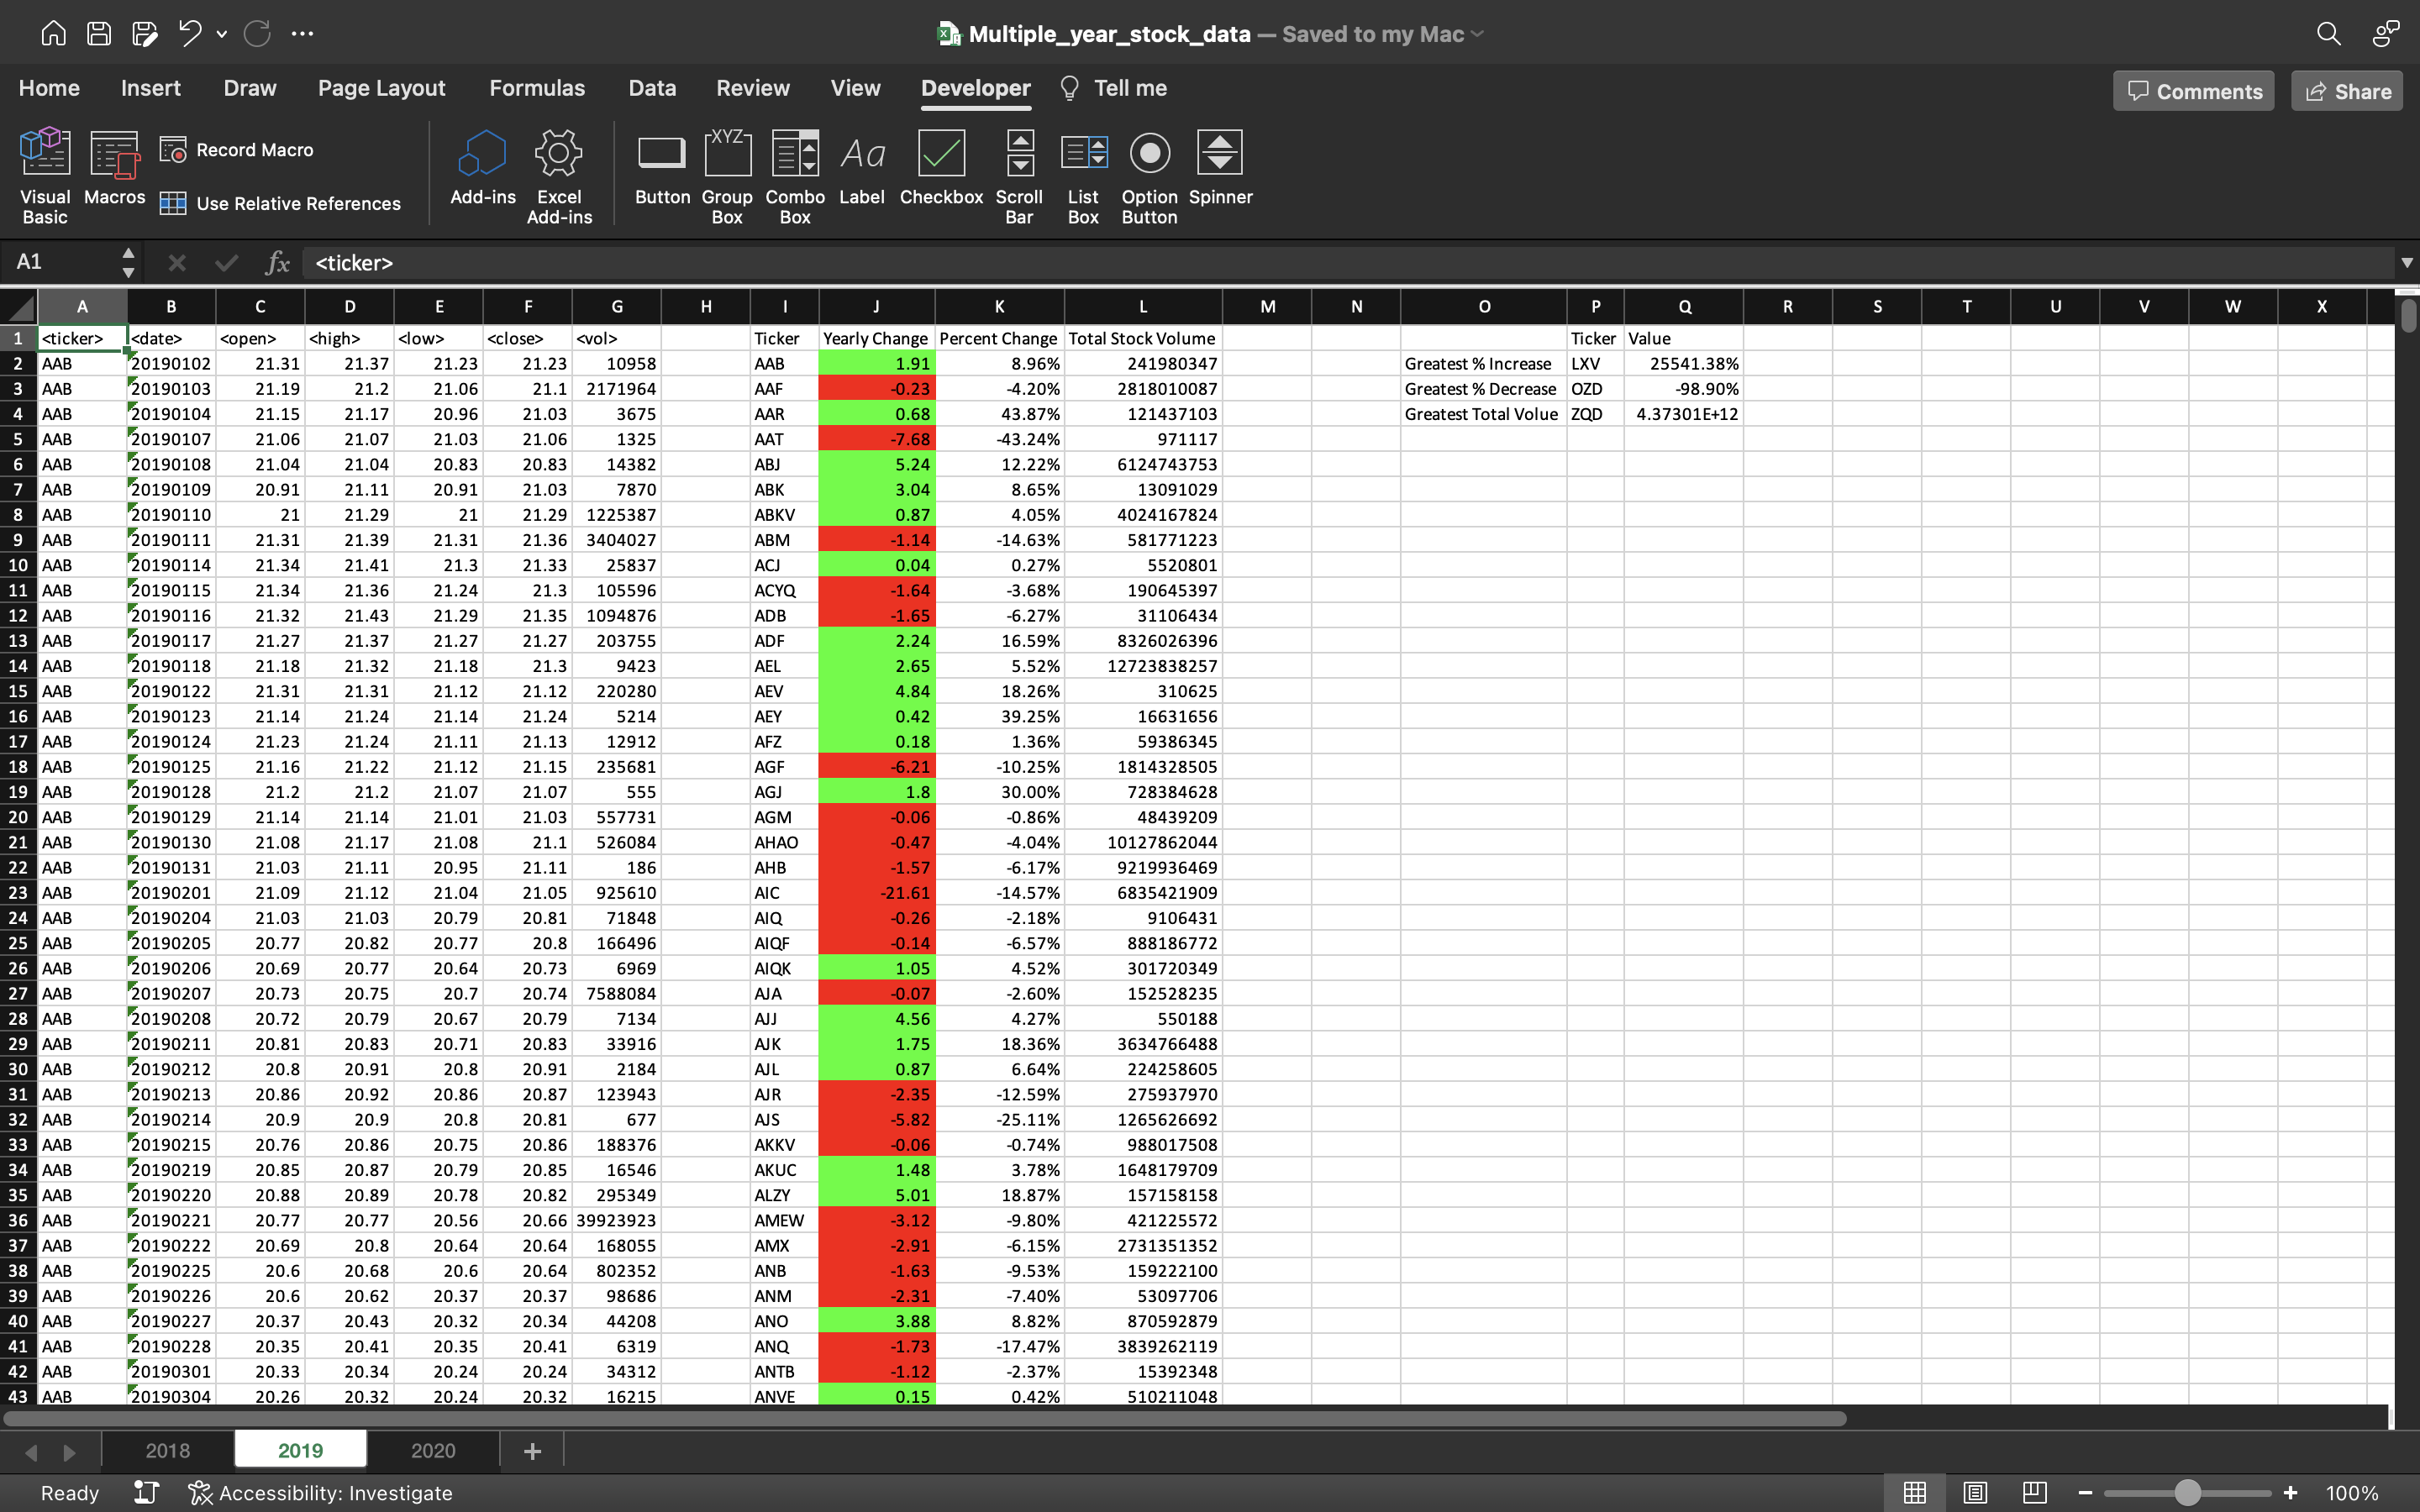 Multiple_year_stock_data — Saved to my Mac
Home Insert Draw Page Layout Formulas Data Review View Developer Tell me Comments Share
Visual Basic Macros Record Macro Use Relative References Add-ins Excel Add-ins Button Group Box Combo Box Label Checkbox Scroll Bar List Box Option Button Spinner
XYZ Aa
A1 fx <ticker>
A B C D E F G H I J K L M N O P Q R S T U V W X
1 <ticker> <date> <open> <high> <low> <close> <vol> Ticker Yearly Change Percent Change Total Stock Volume Ticker Value
2 AAB 20190102 21.31 21.37 21.23 21.23 10958 AAB 1.91 8.96% 241980347 Greatest % Increase LXV 25541.38%
3 AAB 20190103 21.19 21.2 21.06 21.1 2171964 AAF -0.23 -4.20% 2818010087 Greatest % Decrease OZD -98.90%
4 AAB 20190104 21.15 21.17 20.96 21.03 3675 AAR 0.68 43.87% 121437103 Greatest Total Volue ZQD 4.37301E+12
5 AAB 20190107 21.06 21.07 21.03 21.06 1325 AAT -7.68 -43.24% 971117
6 AAB 20190108 21.04 21.04 20.83 20.83 14382 ABJ 5.24 12.22% 6124743753
7 AAB 20190109 20.91 21.11 20.91 21.03 7870 ABK 3.04 8.65% 13091029
8 AAB 20190110 21 21.29 21 21.29 1225387 ABKV 0.87 4.05% 4024167824
9 AAB 20190111 21.31 21.39 21.31 21.36 3404027 ABM -1.14 -14.63% 581771223
10 AAB 20190114 21.34 21.41 21.3 21.33 25837 ACJ 0.04 0.27% 5520801
11 AAB 20190115 21.34 21.36 21.24 21.3 105596 ACYQ -1.64 -3.68% 190645397
12 AAB 20190116 21.32 21.43 21.29 21.35 1094876 ADB -1.65 -6.27% 31106434
13 AAB 20190117 21.27 21.37 21.27 21.27 203755 ADF 2.24 16.59% 8326026396
14 AAB 20190118 21.18 21.32 21.18 21.3 9423 AEL 2.65 5.52% 12723838257
15 AAB 20190122 21.31 21.31 21.12 21.12 220280 AEV 4.84 18.26% 310625
16 AAB 20190123 21.14 21.24 21.14 21.24 5214 AEY 0.42 39.25% 16631656
17 AAB 20190124 21.23 21.24 21.11 21.13 12912 AFZ 0.18 1.36% 59386345
18 AAB 20190125 21.16 21.22 21.12 21.15 235681 AGF -6.21 -10.25% 1814328505
19 AAB 20190128 21.2 21.2 21.07 21.07 555 AGJ 1.8 30.00% 728384628
20 AAB 20190129 21.14 21.14 21.01 21.03 557731 AGM -0.06 -0.86% 48439209
21 AAB 20190130 21.08 21.17 21.08 21.1 526084 AHAO -0.47 -4.04% 10127862044
22 AAB 20190131 21.03 21.11 20.95 21.11 186 AHB -1.57 -6.17% 9219936469
23 AAB 20190201 21.09 21.12 21.04 21.05 925610 AIC -21.61 -14.57% 6835421909
24 AAB 20190204 21.03 21.03 20.79 20.81 71848 AIQ -0.26 -2.18% 9106431
25 AAB 20190205 20.77 20.82 20.77 20.8 166496 AIQF -0.14 -6.57% 888186772
26 AAB 20190206 20.69 20.77 20.64 20.73 6969 AIQK 1.05 4.52% 301720349
27 AAB 20190207 20.73 20.75 20.7 20.74 7588084 AJA -0.07 -2.60% 152528235
28 AAB 20190208 20.72 20.79 20.67 20.79 7134 AJJ 4.56 4.27% 550188
29 AAB 20190211 20.81 20.83 20.71 20.83 33916 AJK 1.75 18.36% 3634766488
30 AAB 20190212 20.8 20.91 20.8 20.91 2184 AJL 0.87 6.64% 224258605
31 AAB 20190213 20.86 20.92 20.86 20.87 123943 AJR -2.35 -12.59% 275937970
32 AAB 20190214 20.9 20.9 20.8 20.81 677 AJS -5.82 -25.11% 1265626692
33 AAB 20190215 20.76 20.86 20.75 20.86 188376 AKKV -0.06 -0.74% 988017508
34 AAB 20190219 20.85 20.87 20.79 20.85 16546 AKUC 1.48 3.78% 1648179709
35 AAB 20190220 20.88 20.89 20.78 20.82 295349 ALZY 5.01 18.87% 157158158
36 AAB 20190221 20.77 20.77 20.56 20.66 39923923 AMEW -3.12 -9.80% 421225572
37 AAB 20190222 20.69 20.8 20.64 20.64 168055 AMX -2.91 -6.15% 2731351352
38 AAB 20190225 20.6 20.68 20.6 20.64 802352 ANB -1.63 -9.53% 159222100
39 AAB 20190226 20.6 20.62 20.37 20.37 98686 ANM -2.31 -7.40% 53097706
40 AAB 20190227 20.37 20.43 20.32 20.34 44208 ANO 3.88 8.82% 870592879
41 AAB 20190228 20.35 20.41 20.35 20.41 6319 ANQ -1.73 -17.47% 3839262119
42 AAB 20190301 20.33 20.34 20.24 20.24 34312 ANTB -1.12 -2.37% 15392348
43 AAB 20190304 20.26 20.32 20.24 20.32 16215 ANVE 0.15 0.42% 510211048
2018 2019 2020 +
Ready Accessibility: Investigate 100%